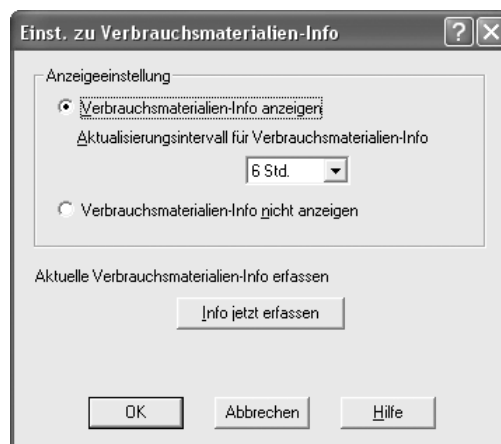 Einst. zu Verbrauchsmaterialien-Info
Anzeigeeinstellung
Verbrauchsmaterialien-Info anzeigen
Aktualisierungsintervall für Verbrauchsmaterialien-Info
6 Std.
Verbrauchsmaterialien-Info nicht anzeigen
Aktuelle Verbrauchsmaterialien-Info erfassen
Info jetzt erfassen
OK Abbrechen Hilfe